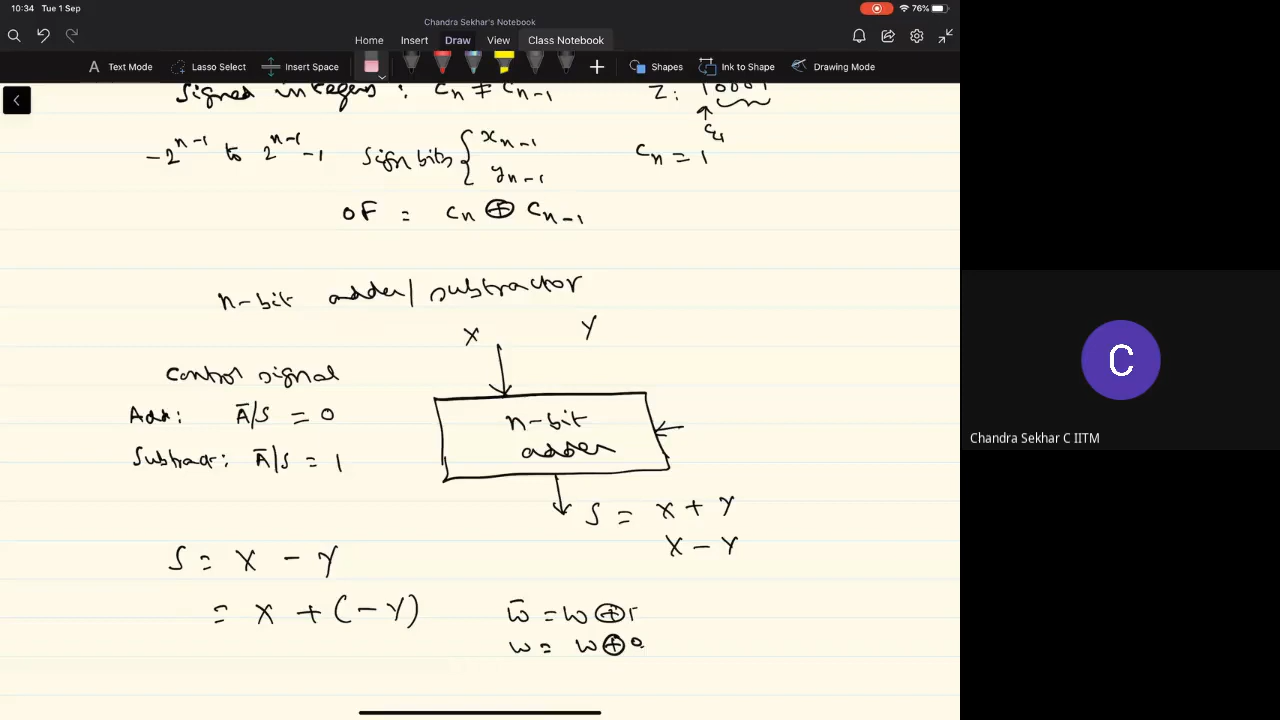 10:34 Tue 1 Sep
76%
Chandra Sekhar's Notebook
Home Insert Draw View Class Notebook
Text Mode Lasso Select Insert Space Shapes Ink to Shape Drawing Mode
Signed integers : Cn ≠ Cn-1 Z: 10001
C4
-2^(n-1) to 2^(n-1) -1 Sign bits { xn-1 Cn = 1
yn-1
OF = Cn ⊕ Cn-1
n-bit adder/subtractor
X Y
Control signal
Add: A̅/S = 0 n-bit
adder
Subtract: A̅/S = 1
S = X + Y
X - Y
S = X - Y
= X + (-Y)
w̅ = w ⊕ 1
w = w ⊕ 0
C
Chandra Sekhar C IITM